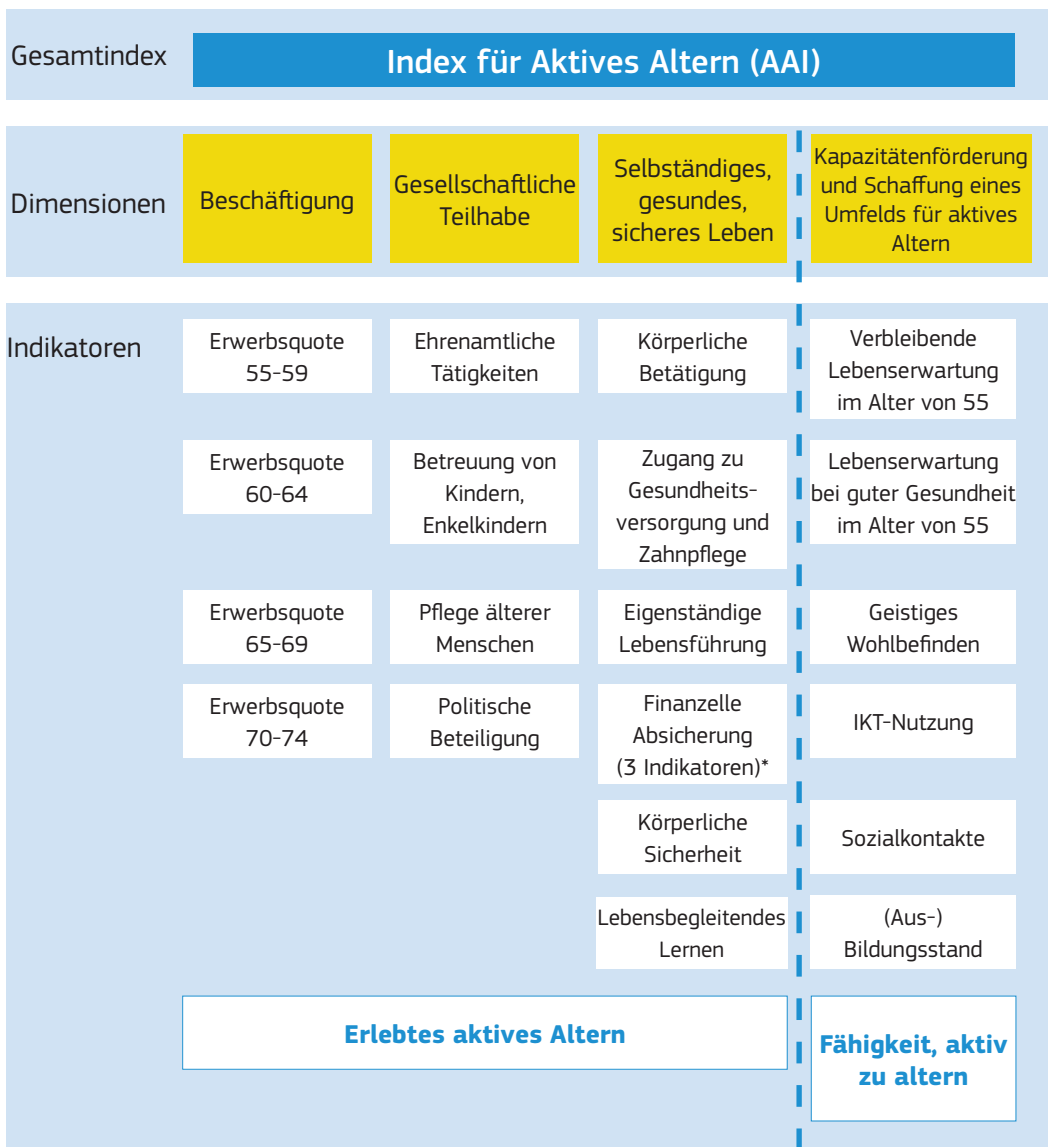 Gesamtindex
Index für Aktives Altern (AAI)
Dimensionen
Beschäftigung
Gesellschaftliche
Teilhabe
Selbständiges,
gesundes,
sicheres Leben
Kapazitätenförderung
und Schaffung eines
Umfelds für aktives
Altern
Indikatoren
Erwerbsquote
55-59
Ehrenamtliche
Tätigkeiten
Körperliche
Betätigung
Verbleibende
Lebenserwartung
im Alter von 55
Erwerbsquote
60-64
Betreuung von
Kindern,
Enkelkindern
Zugang zu
Gesundheits-
versorgung und
Zahnpflege
Lebenserwartung
bei guter Gesundheit
im Alter von 55
Erwerbsquote
65-69
Pflege älterer
Menschen
Eigenständige
Lebensführung
Geistiges
Wohlbefinden
Erwerbsquote
70-74
Politische
Beteiligung
Finanzelle
Absicherung
(3 Indikatoren)*
IKT-Nutzung
Körperliche
Sicherheit
Sozialkontakte
Lebensbegleitendes
Lernen
(Aus-)
Bildungsstand
Erlebtes aktives Altern
Fähigkeit, aktiv
zu altern